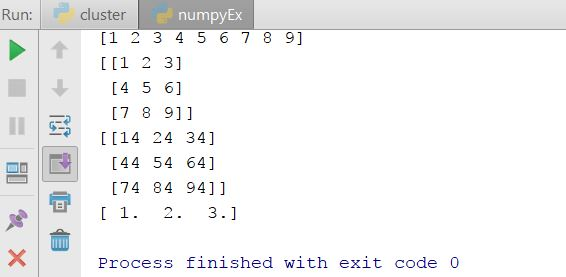 Run: cluster numpyEx
[1 2 3 4 5 6 7 8 9]
[[1 2 3]
 [4 5 6]
 [7 8 9]]
[[14 24 34]
 [44 54 64]
 [74 84 94]]
[ 1.  2.  3.]
Process finished with exit code 0